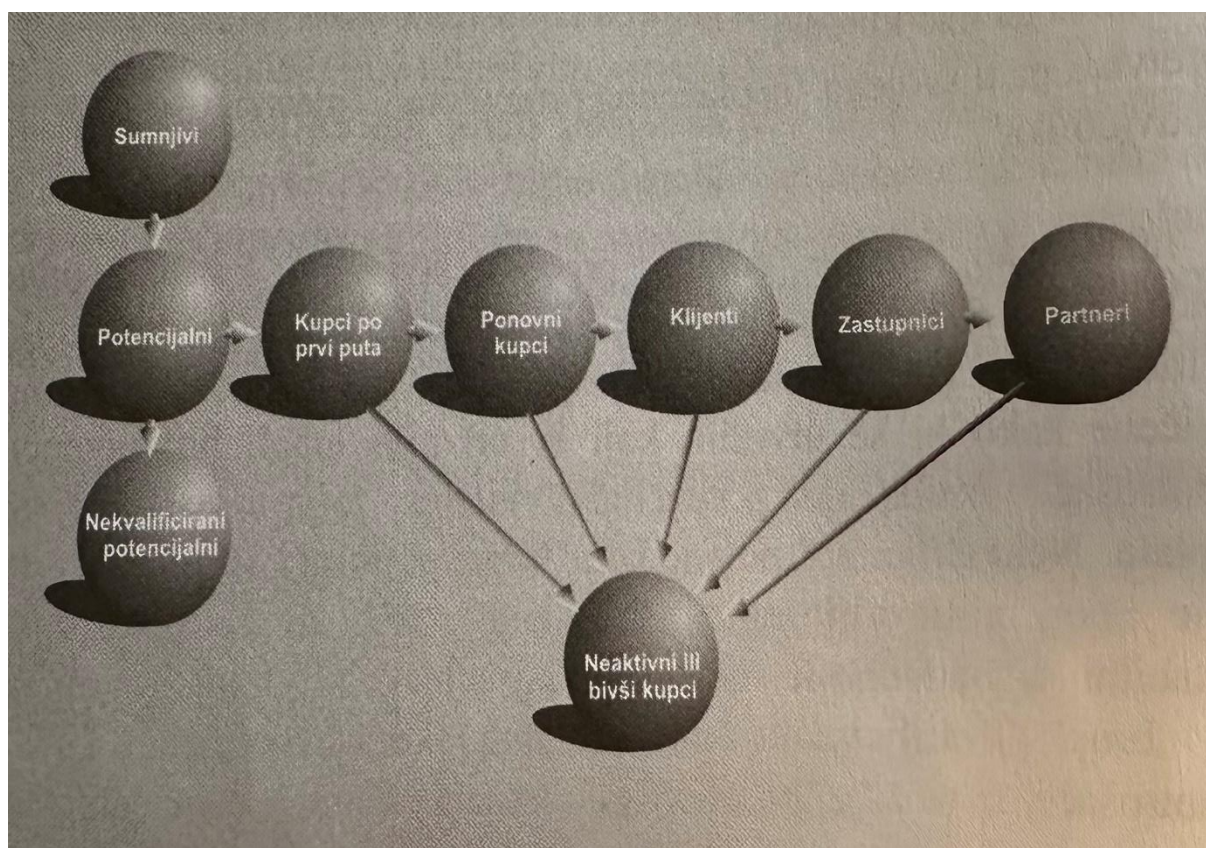 Sumnjivi
Potencijalni
Kupci po
prvi puta
Ponovni
kupci
Klijenti
Zastupnici
Partneri
Nekvalificirani
potencijalni
Neaktivni ili
bivši kupci